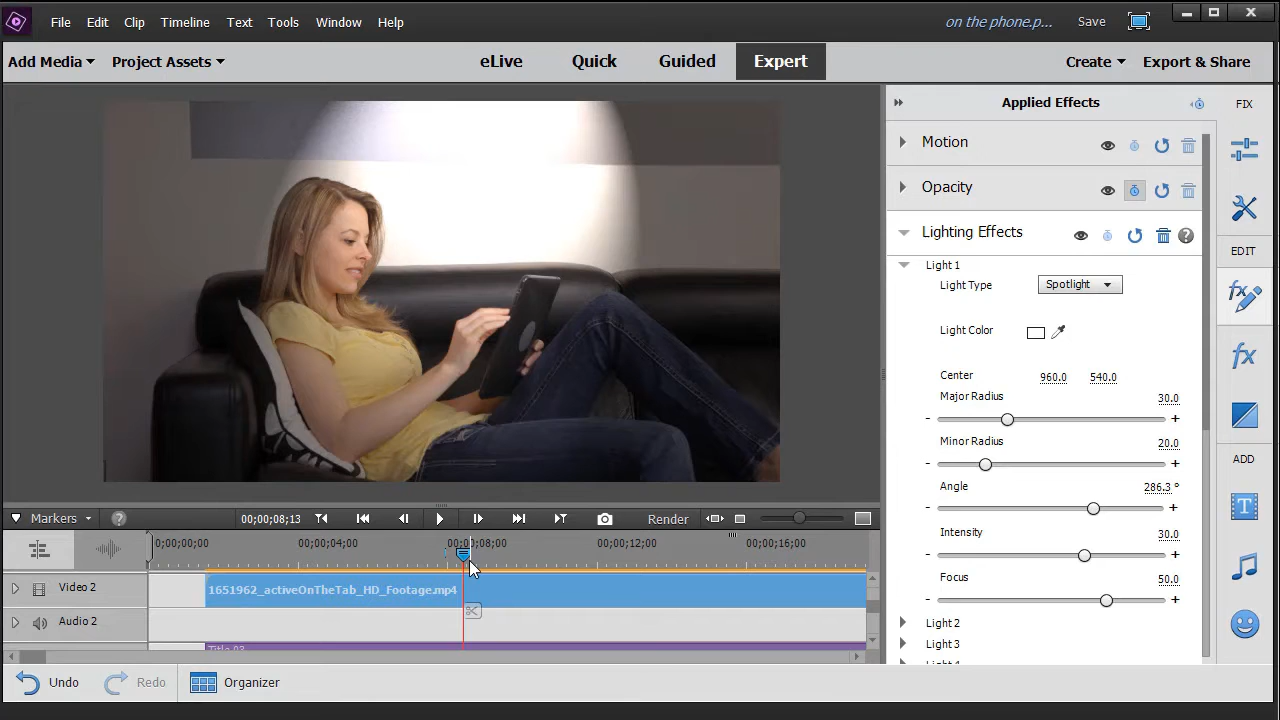 File Edit Clip Timeline Text Tools Window Help on the phone.p... Save
Add Media Project Assets eLive Quick Guided Expert Create Export & Share
Applied Effects FIX
Motion
Opacity
Lighting Effects
EDIT
Light 1
Light Type Spotlight
Light Color
Center 960.0 540.0
Major Radius 30.0
- +
Minor Radius 20.0
- +
ADD
Angle 286.3 °
- +
Intensity 30.0
- +
Focus 50.0
- +
Light 2
Light 3
Markers 00;00;08;13 Render
0;00;00;00 00;00;04;00 00;00;08;00 00;00;12;00 00;00;16;00
Video 2 1651962_activeOnTheTab_HD_Footage.mp4
Audio 2
Title 03
Undo Redo Organizer